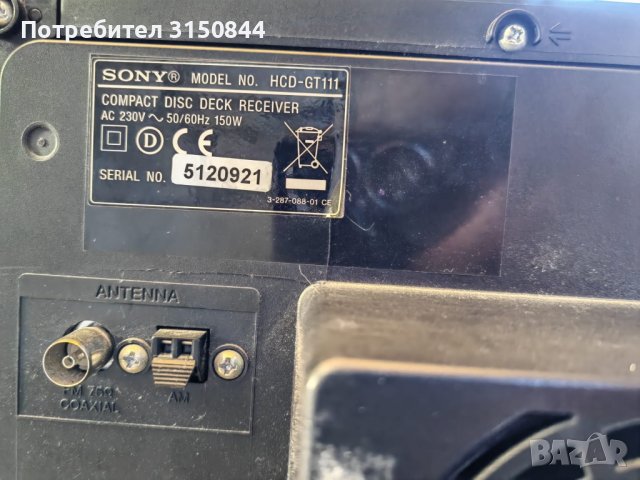 Потребител 3150844
SONY® MODEL NO. HCD-GT111
COMPACT DISC DECK RECEIVER
AC 230V ~ 50/60Hz 150W
D CE
SERIAL NO. 5120921
3-287-088-01 CE
ANTENNA
FM 75Ω
COAXIAL
AM
BAZAR